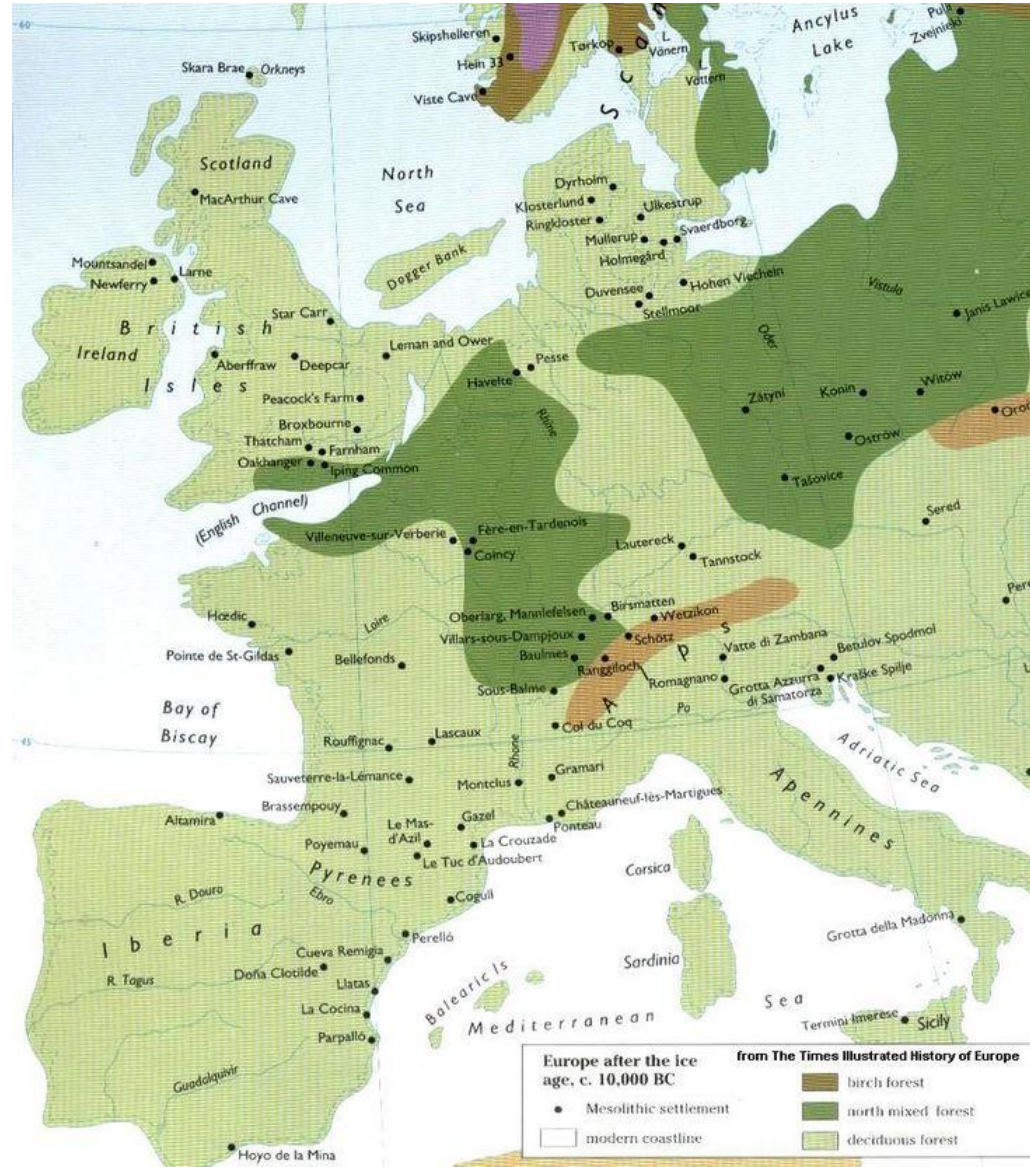 60
Skipshelleren
Hein 33
Viste Cave
Tørkop
L
Vänern
L
Vättern
S c a n
Ancylus
Lake
Pulli
Zvejnieki
Skara Brae
Orkneys
Scotland
MacArthur Cave
North
Sea
Dyrholm
Klosterlund
Ringkloster
Ulkestrup
Mullerup
Svaerdborg
Holmegård
Dogger Bank
Duvensee
Hohen Viechein
Stellmoor
Vistula
Janis Lawice
Oder
Mountsandel
Newferry
Larne
British
Isles
Ireland
Star Carr
Aberffraw
Deepcar
Leman and Ower
Pesse
Havelte
Peacock's Farm
Broxbourne
Thatcham
Farnham
Oakhanger
Iping Common
Rhine
Zátyní
Konin
Witów
Ostrów
Tašovice
Sered
(English Channel)
Villeneuve-sur-Verberie
Fère-en-Tardenois
Coincy
Lautereck
Tannstock
Hœdic
Loire
Pointe de St-Gildas
Bellefonds
Oberlarg, Mannlefelsen
Birsmatten
Wetzikon
Villars-sous-Dampjoux
Schötz
Baulmes
Ranggiloch
Vatte di Zambana
Betulov Spodmol
Romagnano
Grotta Azzurra
di Samatorza
Kraške Spilje
Sous-Balme
A p s
Po
Bay of
Biscay
45
Rouffignac
Lascaux
Col du Coq
Rhone
Sauveterre-la-Lémance
Montclus
Gramari
Adriatic Sea
Apennines
Altamira
Brassempouy
Le Mas-
d'Azil
Gazel
Châteauneuf-lès-Martigues
Ponteau
Poyemau
La Crouzade
Le Tuc d'Audoubert
Pyrenees
Corsica
R. Douro
Ebro
Cogull
Iberia
Perelló
Grotta della Madonna
Cueva Remigia
R. Tagus
Doña Clotilde
Sardinia
Llatas
Balearic Is
La Cocina
Mediterranean
Sea
Parpalló
Termini Imerese
Sicily
Guadalquivir
Hoyo de la Mina
Europe after the ice
age, c. 10,000 BC
from The Times Illustrated History of Europe
Mesolithic settlement
modern coastline
birch forest
north mixed forest
deciduous forest